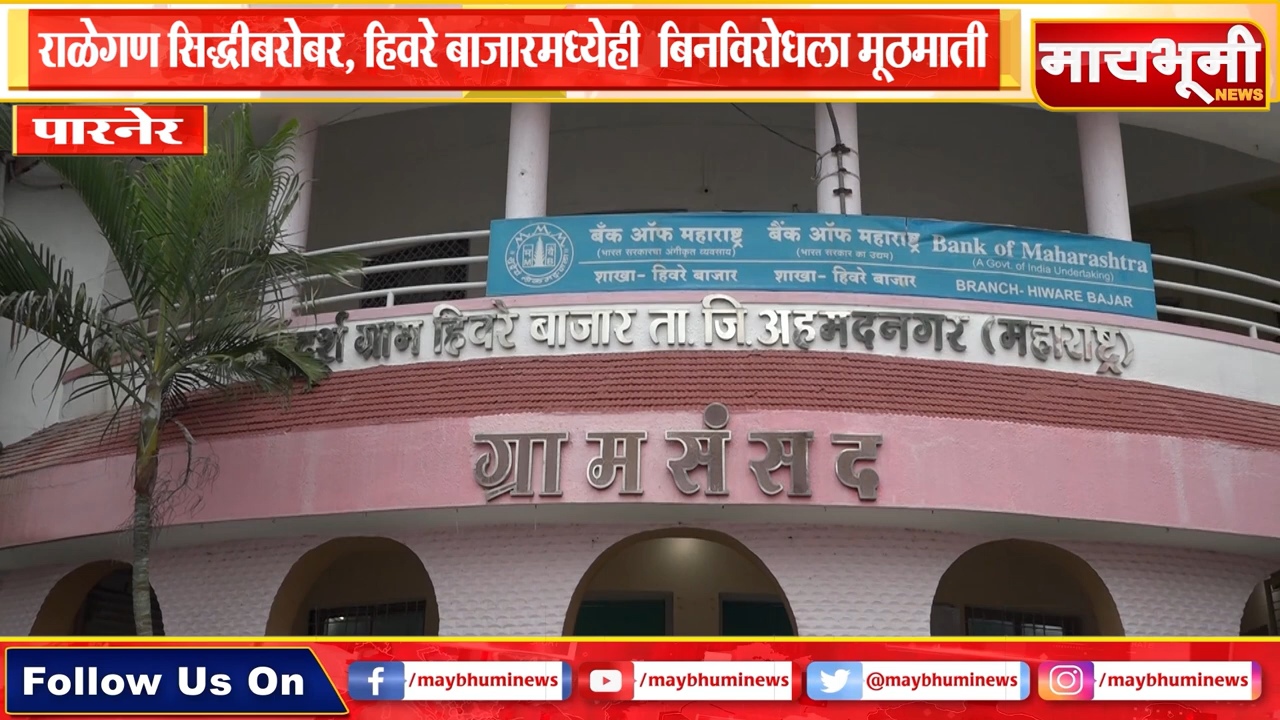 राळेगण सिद्धीबरोबर, हिवरे बाजारमध्येही बिनविरोधला मूठमाती
मायभूमी
NEWS
पारनेर
बँक ऑफ महाराष्ट्र
(भारत सरकारचा अंगीकृत व्यवसाय)
शाखा- हिवरे बाजार
बैंक ऑफ महाराष्ट्र
(भारत सरकार का उद्यम)
शाखा- हिवरे बाजार
Bank of Maharashtra
(A Govt. of India Undertaking)
BRANCH- HIWARE BAJAR
ग्राम हिवरे बाजार ता. जि. अहमदनगर (महाराष्ट्र)
ग्रामसंसद
Follow Us On
/maybhuminews
/maybhuminews
@maybhuminews
/maybhuminews